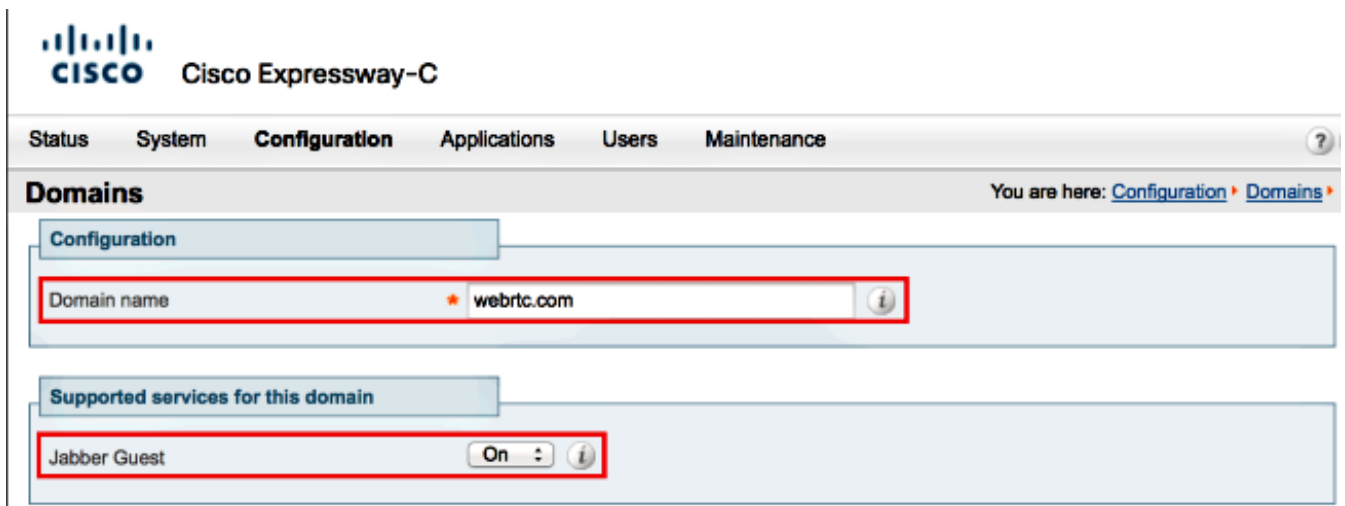 CISCO Cisco Expressway-C
Status System Configuration Applications Users Maintenance ?
Domains You are here: Configuration Domains
Configuration
Domain name * webrtc.com i
Supported services for this domain
Jabber Guest On i